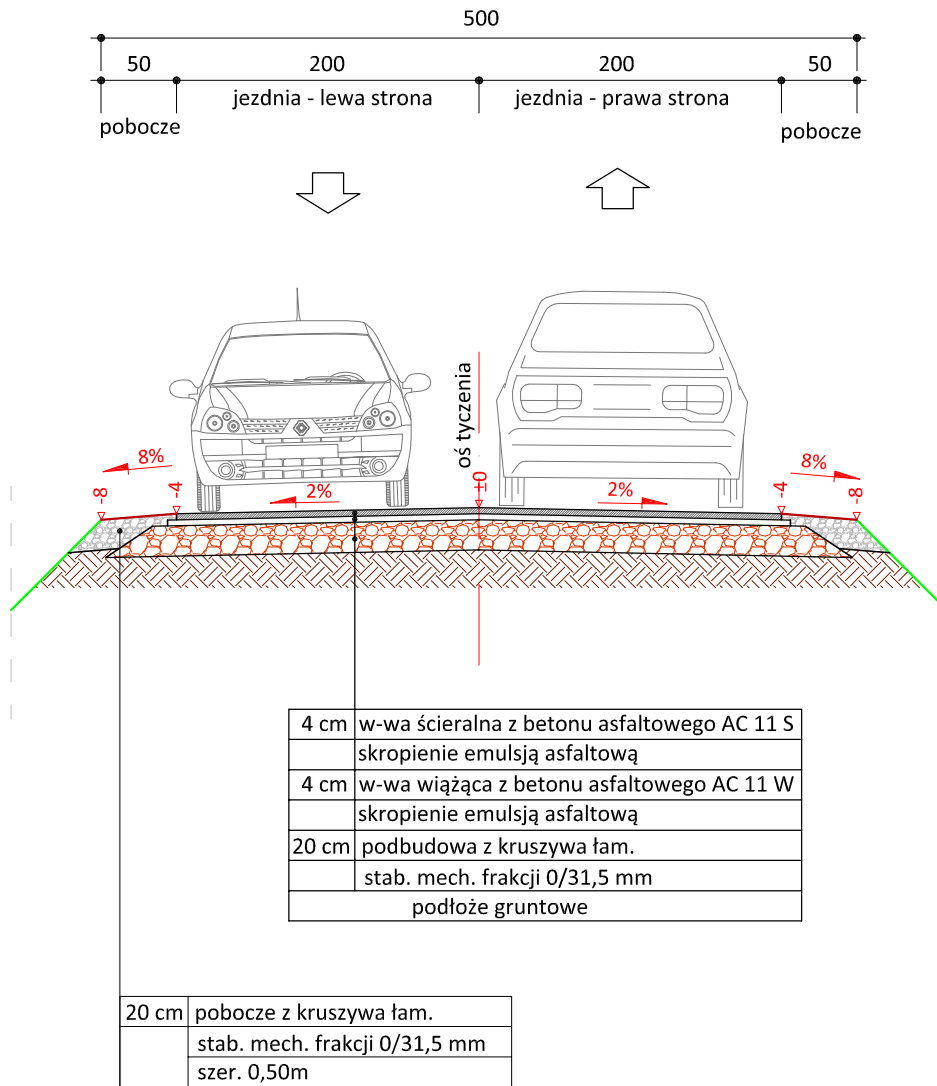 500
50 200 200 50
jezdnia - lewa strona jezdnia - prawa strona
pobocze pobocze
oś tyczenia
8% 8%
-8 -4 2% ±0 2% -4 -8
4 cm w-wa ścieralna z betonu asfaltowego AC 11 S
skropienie emulsją asfaltową
4 cm w-wa wiążąca z betonu asfaltowego AC 11 W
skropienie emulsją asfaltową
20 cm podbudowa z kruszywa łam.
stab. mech. frakcji 0/31,5 mm
podłoże gruntowe
20 cm pobocze z kruszywa łam.
stab. mech. frakcji 0/31,5 mm
szer. 0,50m